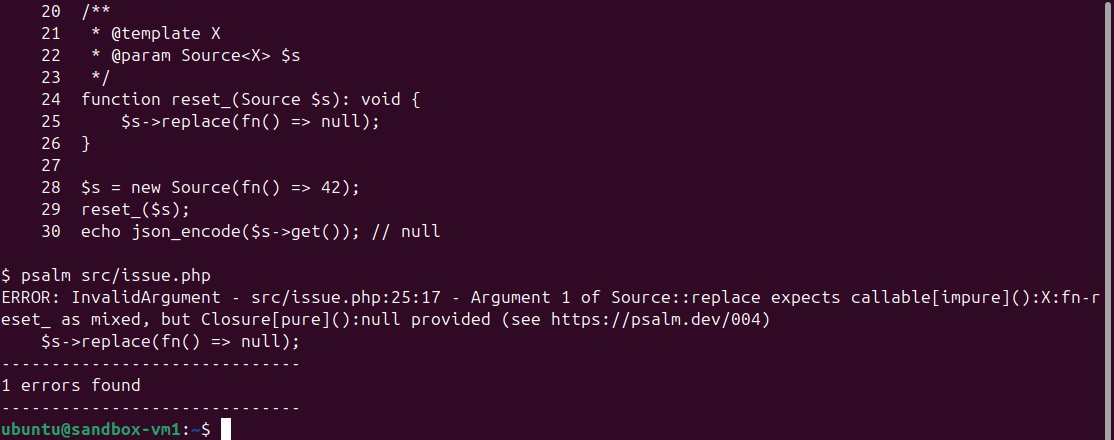 20  /**
21   * @template X
22   * @param Source<X> $s
23   */
24  function reset_(Source $s): void {
25      $s->replace(fn() => null);
26  }
27
28  $s = new Source(fn() => 42);
29  reset_($s);
30  echo json_encode($s->get()); // null
$ psalm src/issue.php
ERROR: InvalidArgument - src/issue.php:25:17 - Argument 1 of Source::replace expects callable[impure]():X:fn-r
eset_ as mixed, but Closure[pure]():null provided (see https://psalm.dev/004)
    $s->replace(fn() => null);
------------------------------
1 errors found
------------------------------
ubuntu@sandbox-vm1:~$